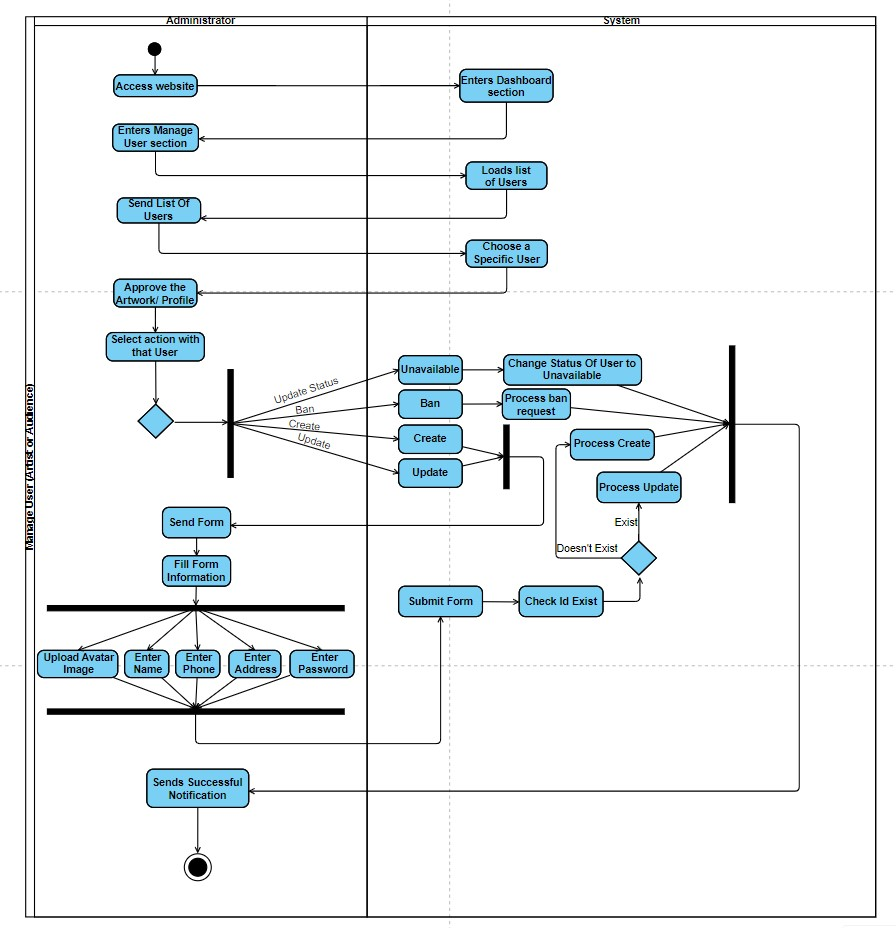 Administrator
System
Manage User (Artist or Audience)
Access website
Enters Dashboard
section
Enters Manage
User section
Loads list
of Users
Send List Of
Users
Choose a
Specific User
Approve the
Artwork/ Profile
Select action with
that User
Update Status
Ban
Create
Update
Unavailable
Change Status Of User to
Unavailable
Ban
Process ban
request
Create
Process Create
Update
Process Update
Exist
Doesn't Exist
Send Form
Fill Form
Information
Submit Form
Check Id Exist
Upload Avatar
Image
Enter
Name
Enter
Phone
Enter
Address
Enter
Password
Sends Successful
Notification